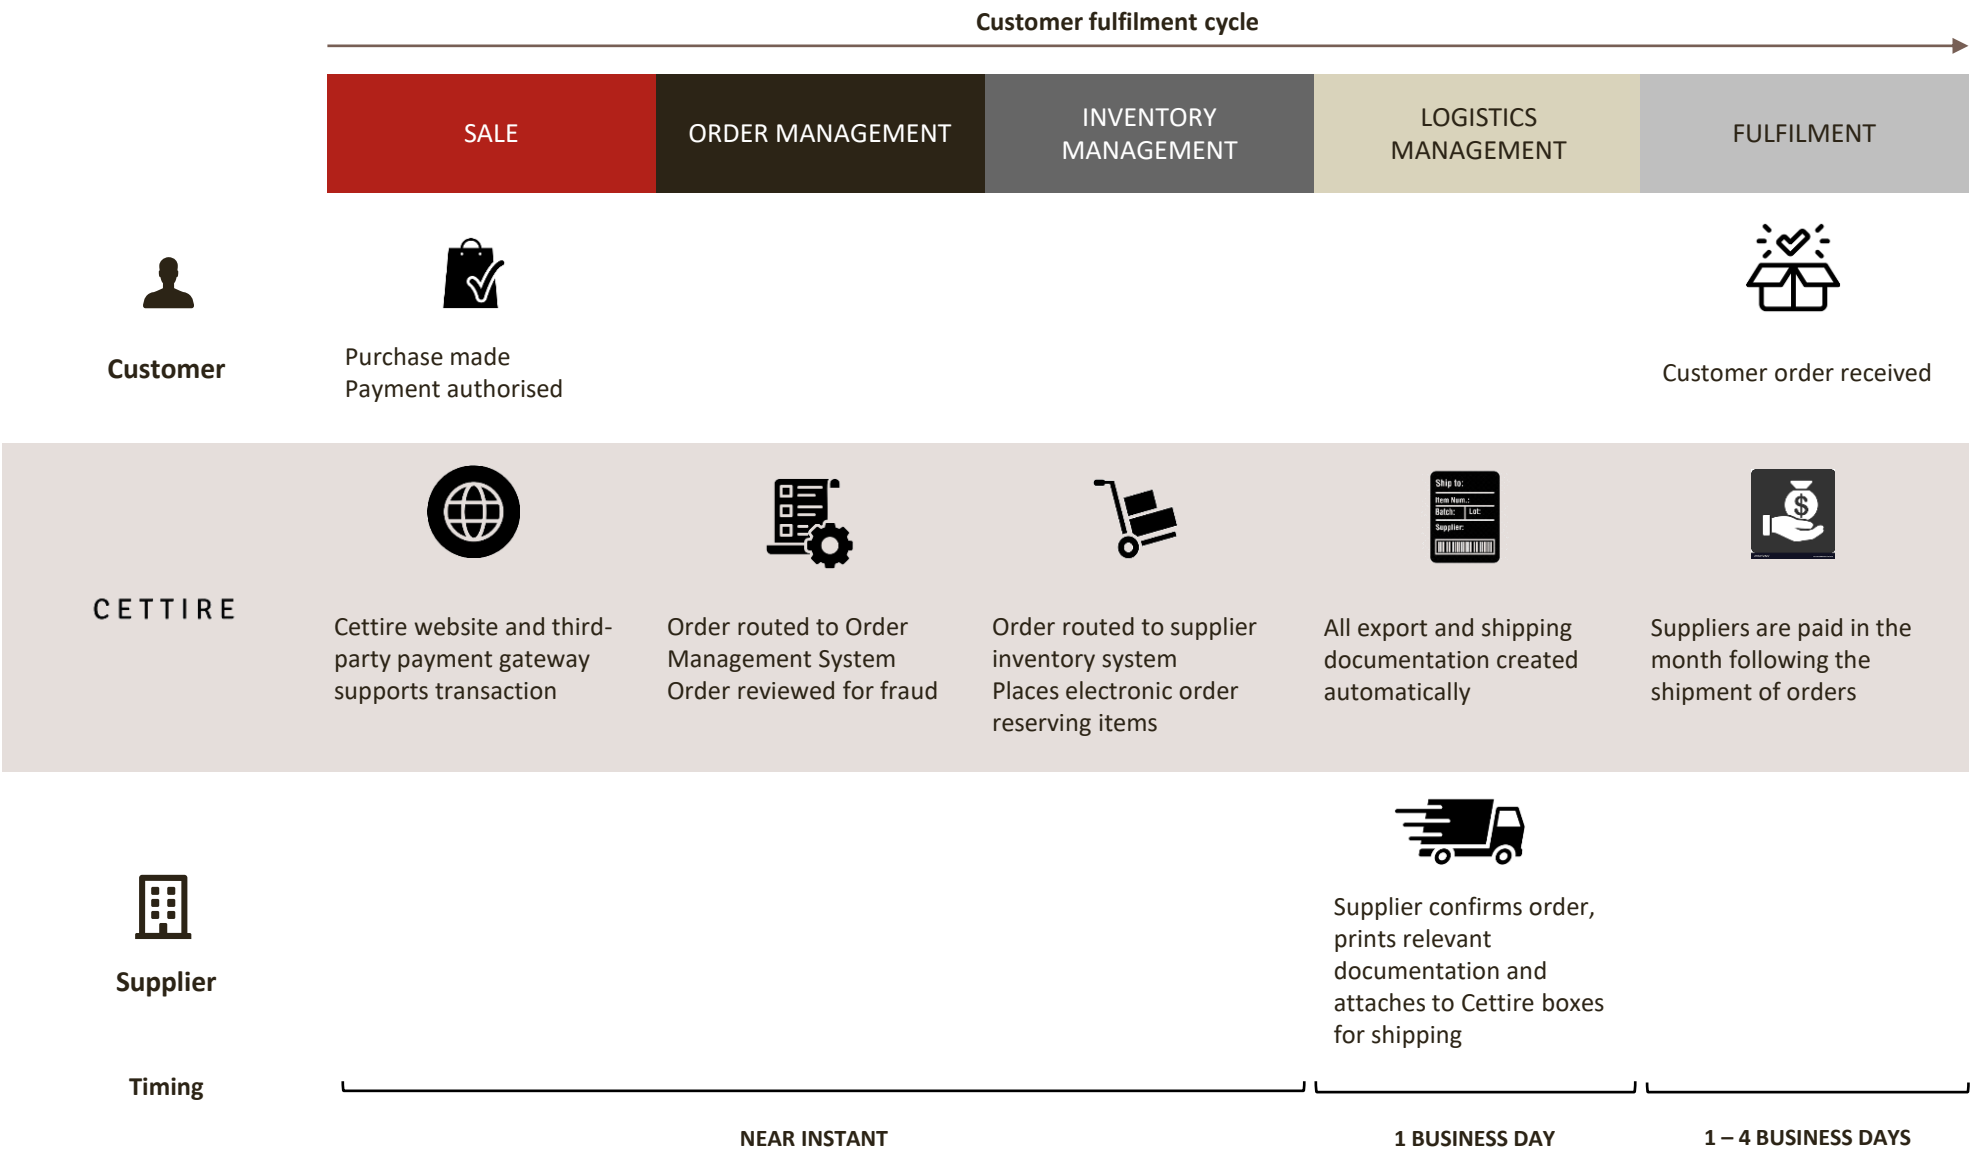 Customer fulfilment cycle
SALE
ORDER MANAGEMENT
INVENTORY
MANAGEMENT
LOGISTICS
MANAGEMENT
FULFILMENT
Customer
Purchase made
Payment authorised
Customer order received
CETTIRE
Cettire website and third-
party payment gateway
supports transaction
Order routed to Order
Management System
Order reviewed for fraud
Order routed to supplier
inventory system
Places electronic order
reserving items
Ship to:
Item Num.:
Batch: Lot:
Supplier:
All export and shipping
documentation created
automatically
$
Suppliers are paid in the
month following the
shipment of orders
Supplier
Supplier confirms order,
prints relevant
documentation and
attaches to Cettire boxes
for shipping
Timing
NEAR INSTANT
1 BUSINESS DAY
1 – 4 BUSINESS DAYS